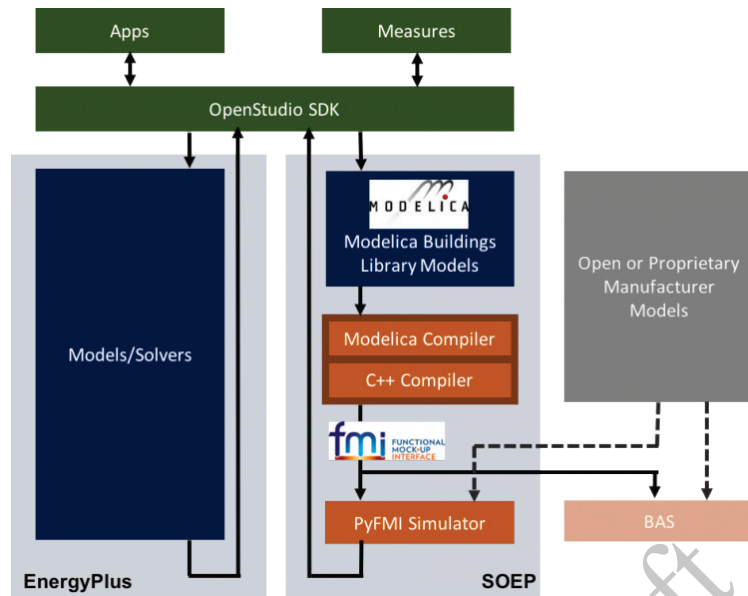 Apps
Measures
OpenStudio SDK
MODELICA
Modelica Buildings
Library Models
Open or Proprietary
Manufacturer
Models
Models/Solvers
Modelica Compiler
C++ Compiler
fmi FUNCTIONAL
MOCK-UP
INTERFACE
PyFMI Simulator
BAS
EnergyPlus
SOEP